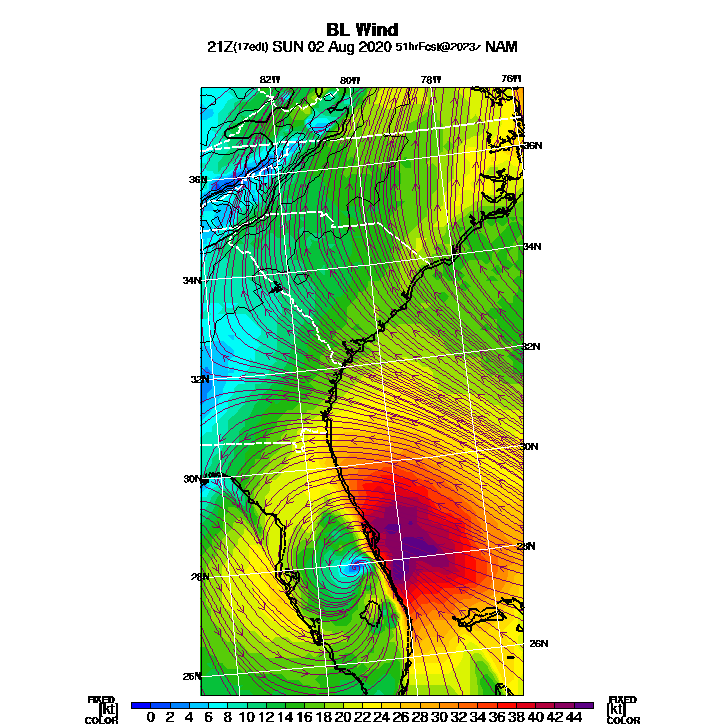 BL Wind
21Z(17edt) SUN 02 Aug 2020 51hrFcst@2023z NAM
82W 80W 78W 76W
36N
36N
34N
34N
32N
32N
30N
30N
28N
28N
26N
26N
FIXED FIXED
[kt] 0 2 4 6 8 10 12 14 16 18 20 22 24 26 28 30 32 34 36 38 40 42 44 [kt]
COLOR COLOR